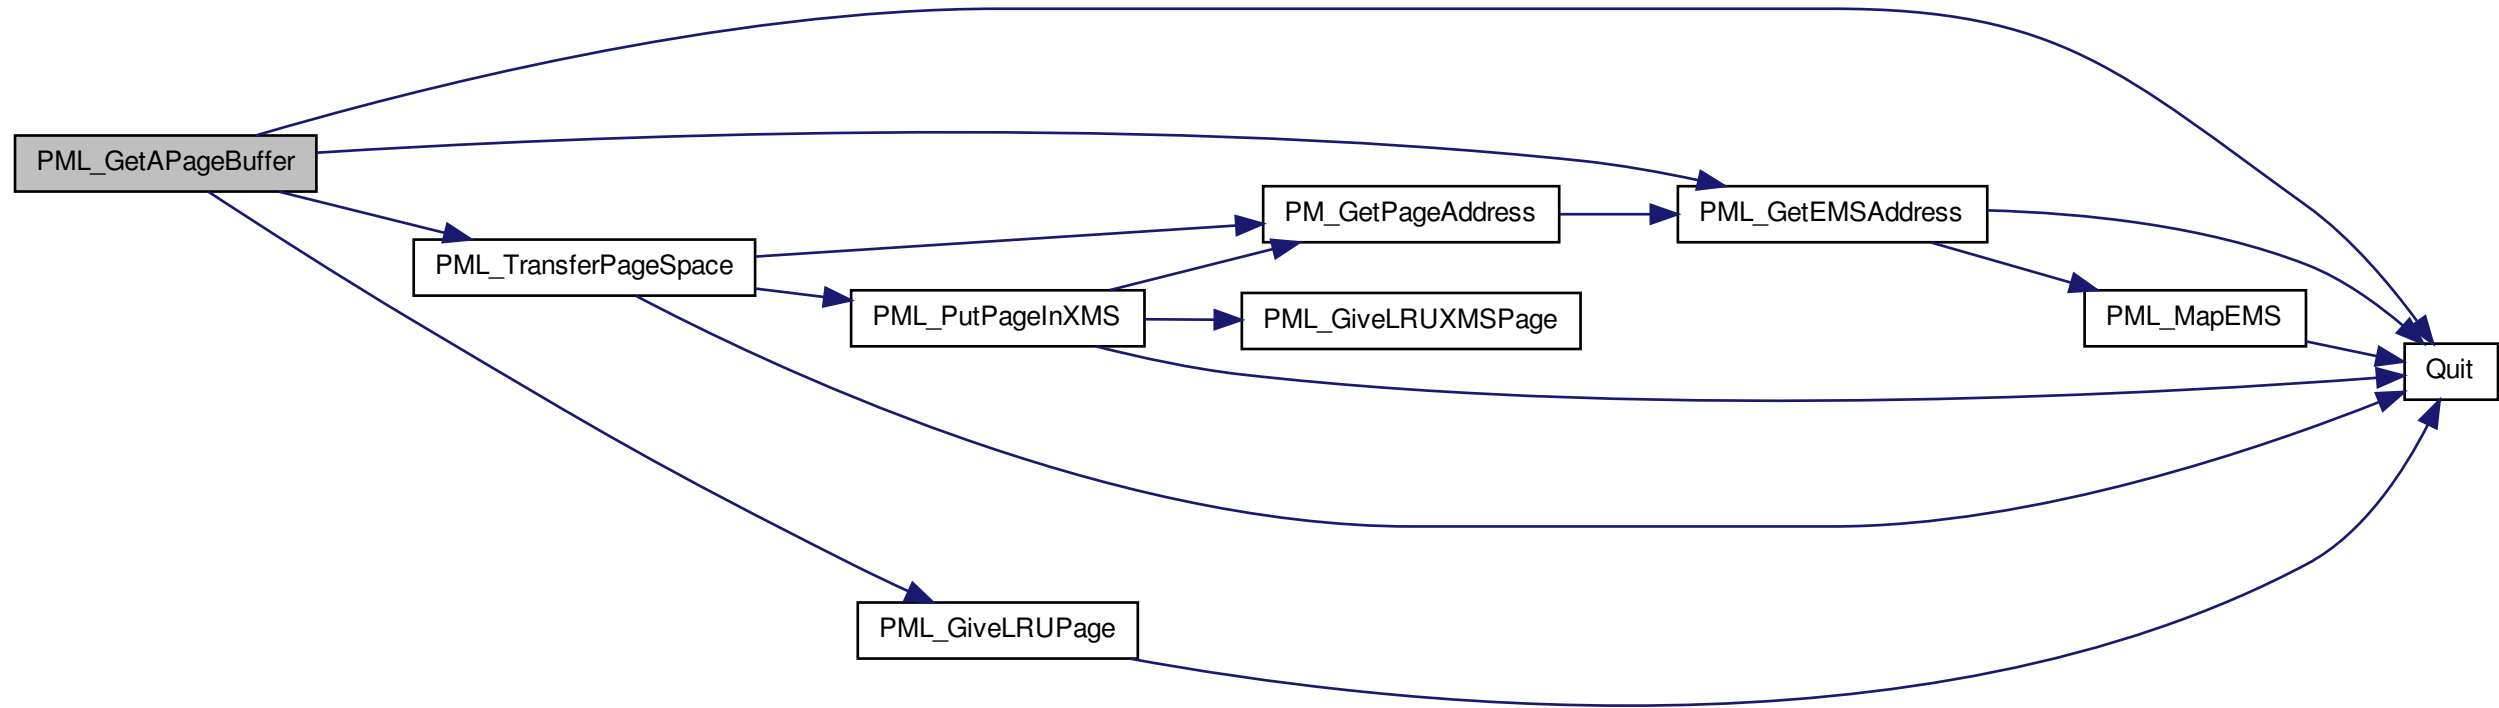 PML_GetAPageBuffer
PM_GetPageAddress
PML_GetEMSAddress
PML_TransferPageSpace
PML_PutPageInXMS
PML_GiveLRUXMSPage
PML_MapEMS
Quit
PML_GiveLRUPage